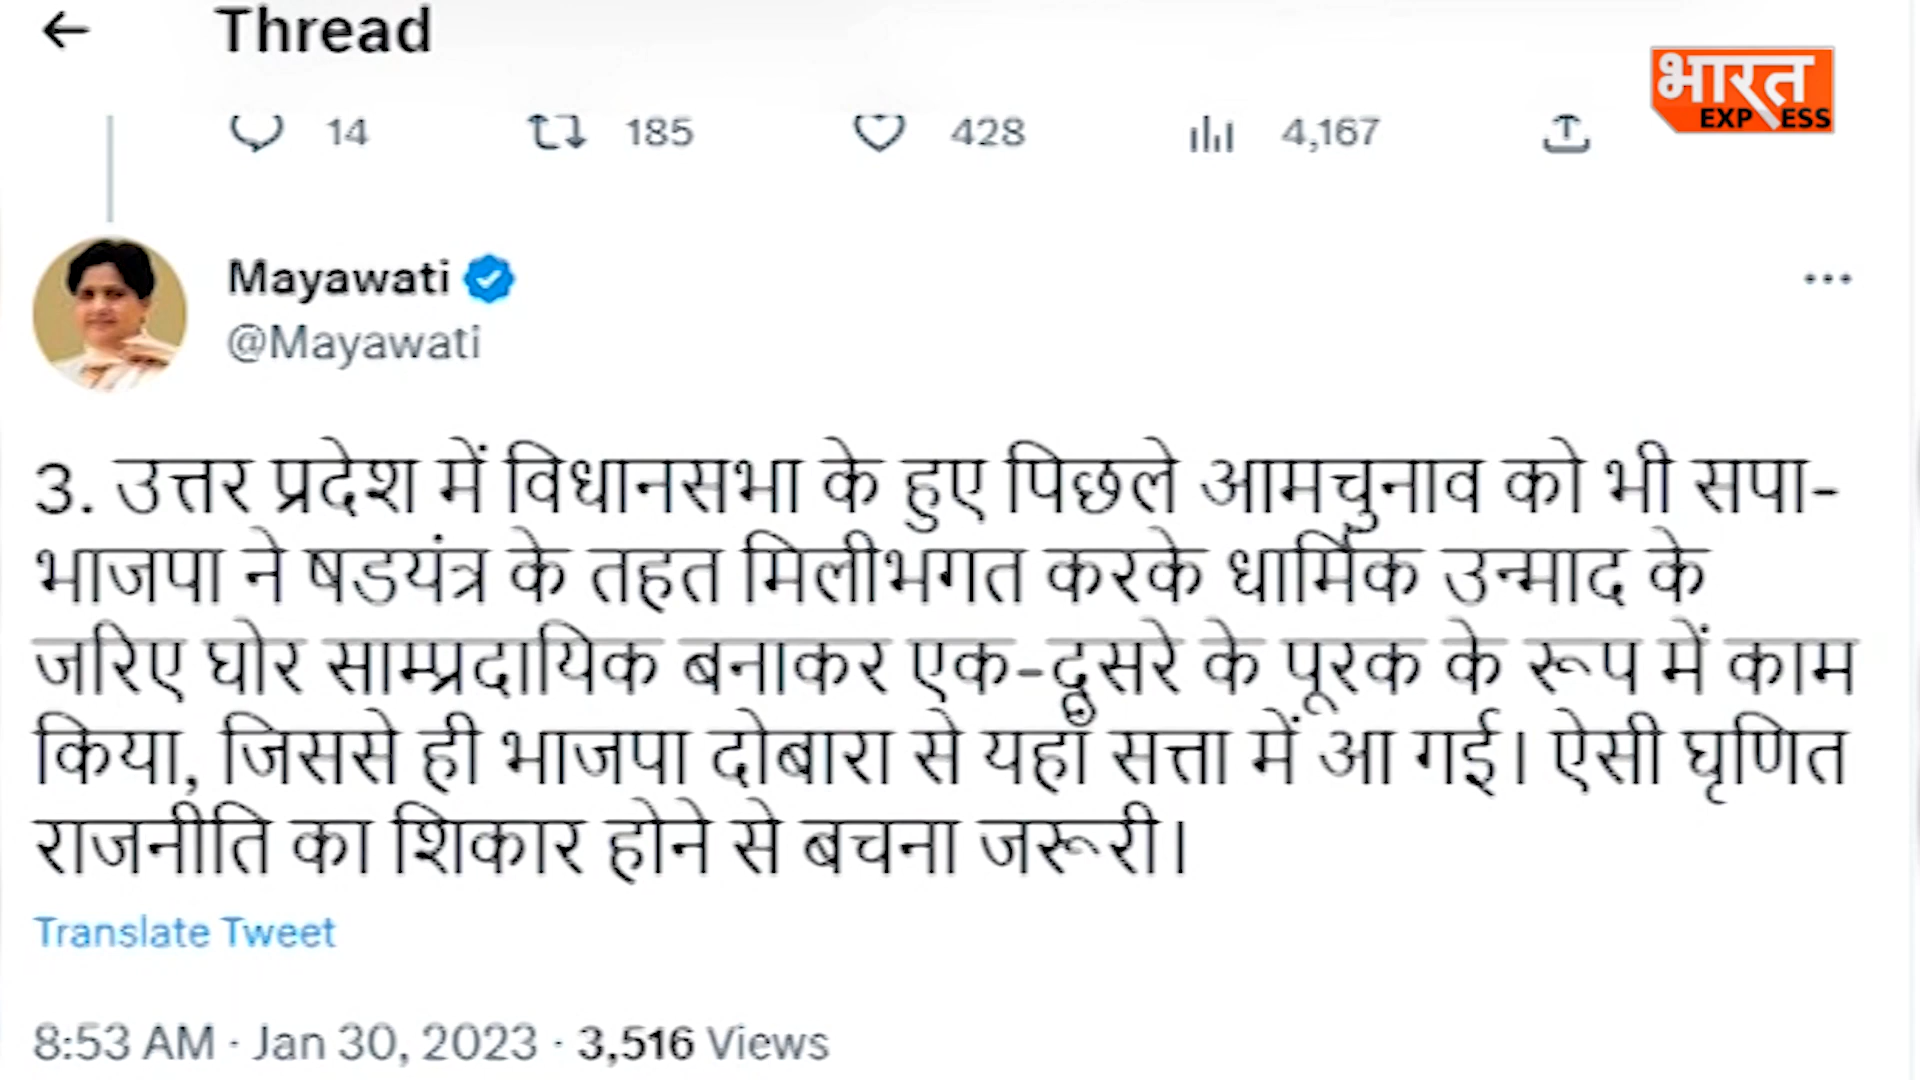 Thread
भारत
EXPRESS
14 185 428 4,167
Mayawati
@Mayawati
3. उत्तर प्रदेश में विधानसभा के हुए पिछले आमचुनाव को भी सपा-
भाजपा ने षडयंत्र के तहत मिलीभगत करके धार्मिक उन्माद के
जरिए घोर साम्प्रदायिक बनाकर एक-दूुसरे के पूरक के रूप में काम
किया, जिससे ही भाजपा दोबारा से यहाँ सत्ता में आ गई। ऐसी घृणित
राजनीति का शिकार होने से बचना जरूरी।
Translate Tweet
8:53 AM · Jan 30, 2023 · 3,516 Views